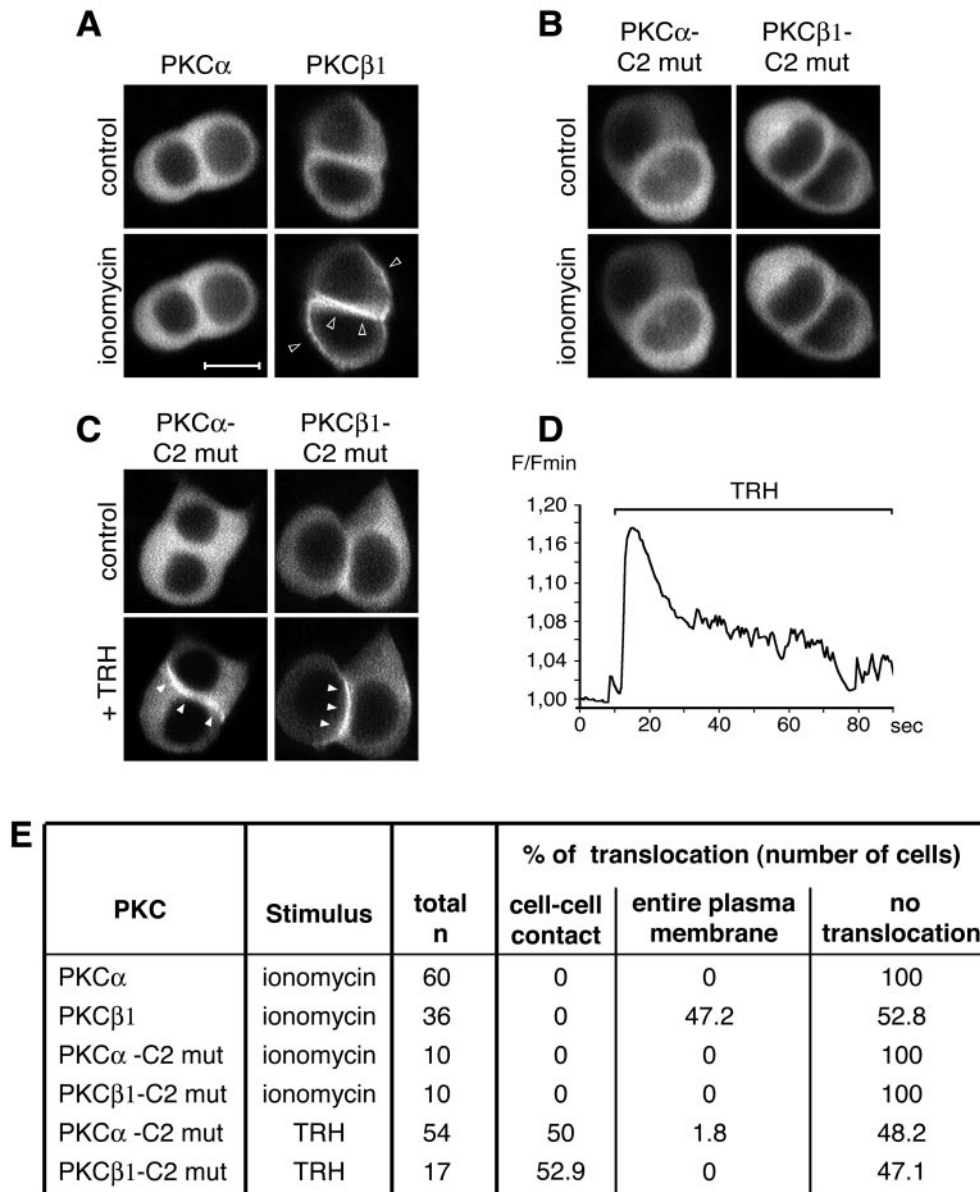 A
PKCα PKCβ1
control
ionomycin
B
PKCα- PKCβ1-
C2 mut C2 mut
control
ionomycin
C
PKCα- PKCβ1-
C2 mut C2 mut
control
+ TRH
D
F/Fmin
TRH
1,20
1,16
1,10
1,08
1,04
1,00
0 20 40 60 80 sec
E
% of translocation (number of cells)
PKC Stimulus total n cell-cell contact entire plasma membrane no translocation
PKCα ionomycin 60 0 0 100
PKCβ1 ionomycin 36 0 47.2 52.8
PKCα -C2 mut ionomycin 10 0 0 100
PKCβ1-C2 mut ionomycin 10 0 0 100
PKCα -C2 mut TRH 54 50 1.8 48.2
PKCβ1-C2 mut TRH 17 52.9 0 47.1